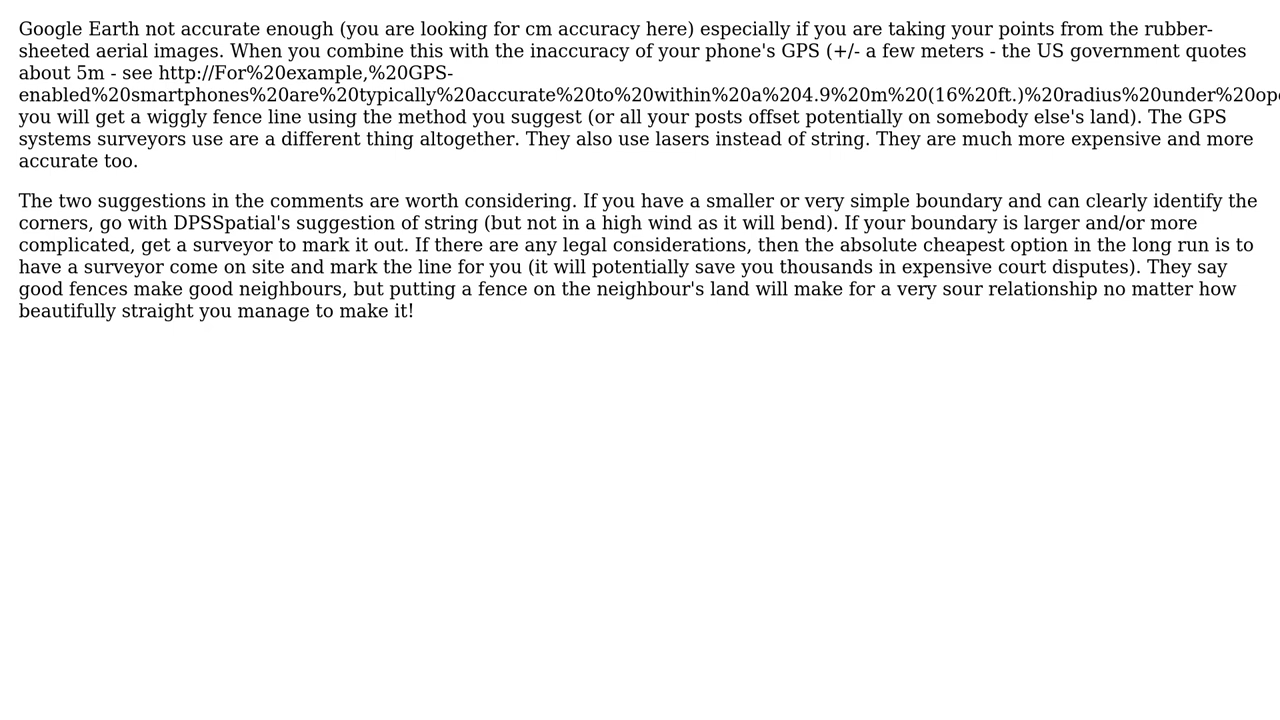 Google Earth not accurate enough (you are looking for cm accuracy here) especially if you are taking your points from the rubber-
sheeted aerial images. When you combine this with the inaccuracy of your phone's GPS (+/- a few meters - the US government quotes
about 5m - see http://For%20example,%20GPS-
enabled%20smartphones%20are%20typically%20accurate%20to%20within%20a%204.9%20m%20(16%20ft.)%20radius%20under%20ope
you will get a wiggly fence line using the method you suggest (or all your posts offset potentially on somebody else's land). The GPS
systems surveyors use are a different thing altogether. They also use lasers instead of string. They are much more expensive and more
accurate too.
The two suggestions in the comments are worth considering. If you have a smaller or very simple boundary and can clearly identify the
corners, go with DPSSpatial's suggestion of string (but not in a high wind as it will bend). If your boundary is larger and/or more
complicated, get a surveyor to mark it out. If there are any legal considerations, then the absolute cheapest option in the long run is to
have a surveyor come on site and mark the line for you (it will potentially save you thousands in expensive court disputes). They say
good fences make good neighbours, but putting a fence on the neighbour's land will make for a very sour relationship no matter how
beautifully straight you manage to make it!